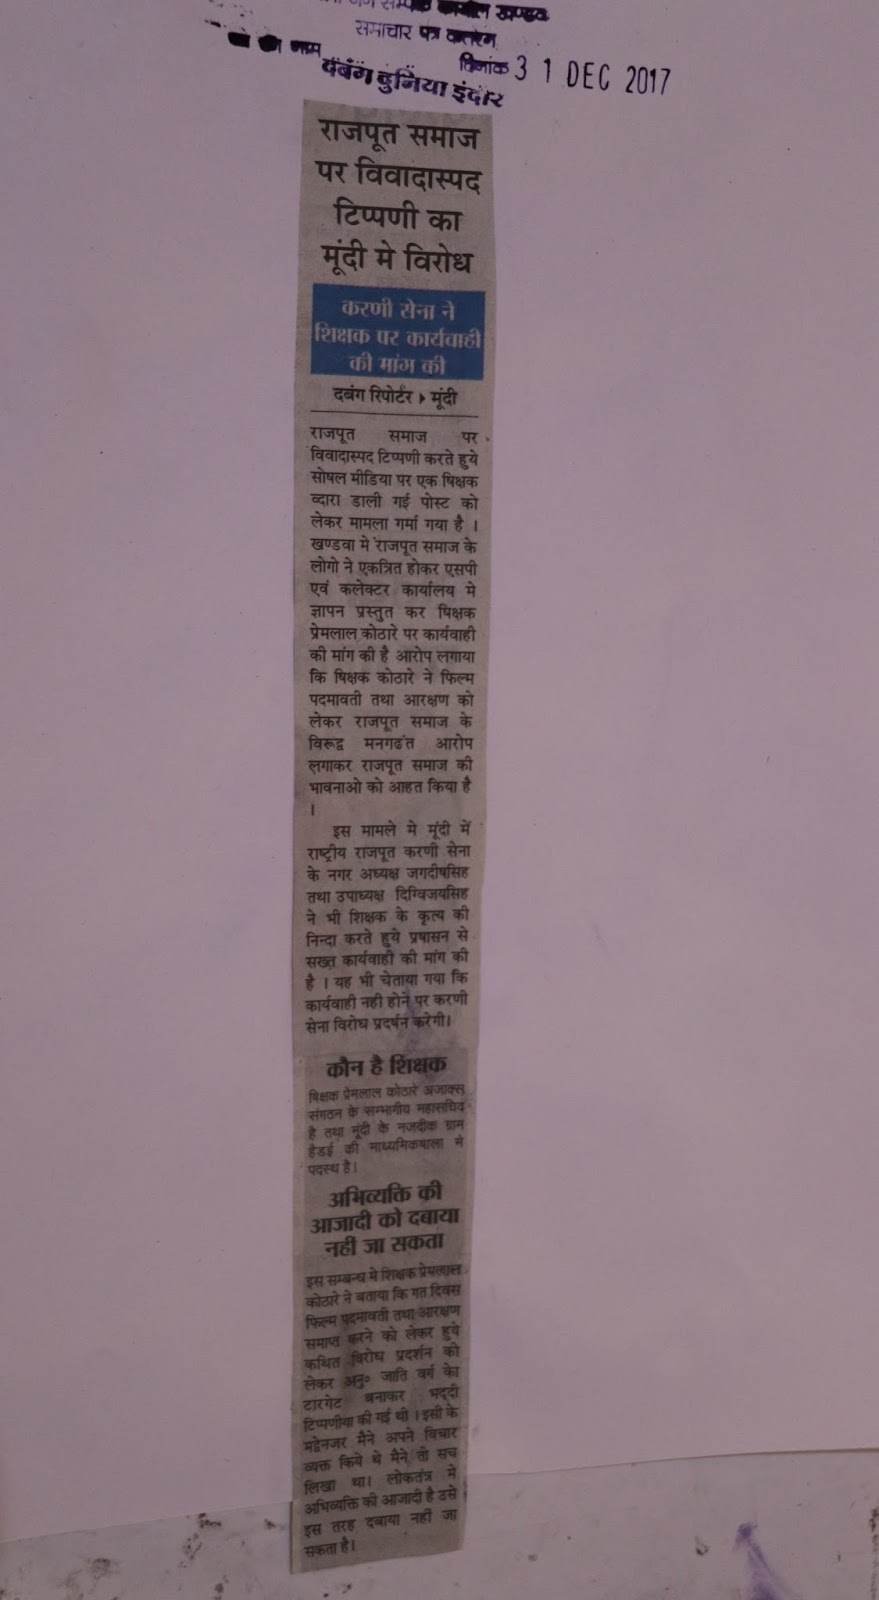 सम्पर्क कार्यालय खण्डवा
समाचार पत्र कतरन
का नाम
दिनांक 3 1 DEC 2017
दबंग दुनिया इंदौर
राजपूत समाज
पर विवादास्पद
टिप्पणी का
मूंदी मे विरोध
करणी सेना ने
शिक्षक पर कार्यवाही
की मांग की
दबंग रिपोर्टर ▶ मूंदी
राजपूत समाज पर
विवादास्पद टिप्पणी करते हुये
सोषल मीडिया पर एक षिक्षक
व्दारा डाली गई पोस्ट को
लेकर मामला गर्मा गया है ।
खण्डवा मे राजपूत समाज के
लोगो ने एकत्रित होकर एसपी
एवं कलेक्टर कार्यालय मे
ज्ञापन प्रस्तुत कर षिक्षक
प्रेमलाल कोठारे पर कार्यवाही
की मांग की है आरोप लगाया
कि षिक्षक कोठारे ने फिल्म
पदमावती तथा आरक्षण को
लेकर राजपूत समाज के
विरूद्व मनगढंत आरोप
लगाकर राजपूत समाज की
भावनाओ को आहत किया है
।
इस मामले मे मूंदी में
राष्ट्रीय राजपूत करणी सेना
के नगर अध्यक्ष जगदीषसिह
तथा उपाध्यक्ष दिग्विजयसिह
ने भी शिक्षक के कृत्य की
निन्दा करते हुये प्रषासन से
सख्त कार्यवाही की मांग की
है । यह भी चेताया गया कि
कार्यवाही नही होने पर करणी
सेना विरोध प्रदर्षन करेगी।
कौन है शिक्षक
षिक्षक प्रेमलाल कोठारे अजाक्स
संगठन के सम्भागीय महासचिव
है तथा मूंदी के नजदीक ग्राम
हैडई की माध्यमिकषाला मे
पदस्थ है।
अभिव्यक्ति की
आजादी को दबाया
नहीं जा सकता
इस सम्बन्ध मे शिक्षक प्रेमलाल
कोठारे ने बताया कि गत दिवस
फिल्म पदमावती तथा आरक्षण
समाप्त करने को लेकर हुये
कथित विरोध प्रदर्शन को
लेकर अनु० जाति वर्ग को
टारगेट बनाकर भद्दी
टिप्पणीया की गई थी । इसी के
मद्देनजर मैने अपने विचार
व्यक्त किये थे मैने तो सच
लिखा था। लोकतंत्र मे
अभिव्यक्ति की आजादी है उसे
इस तरह दबाया नही जा
सकता है।